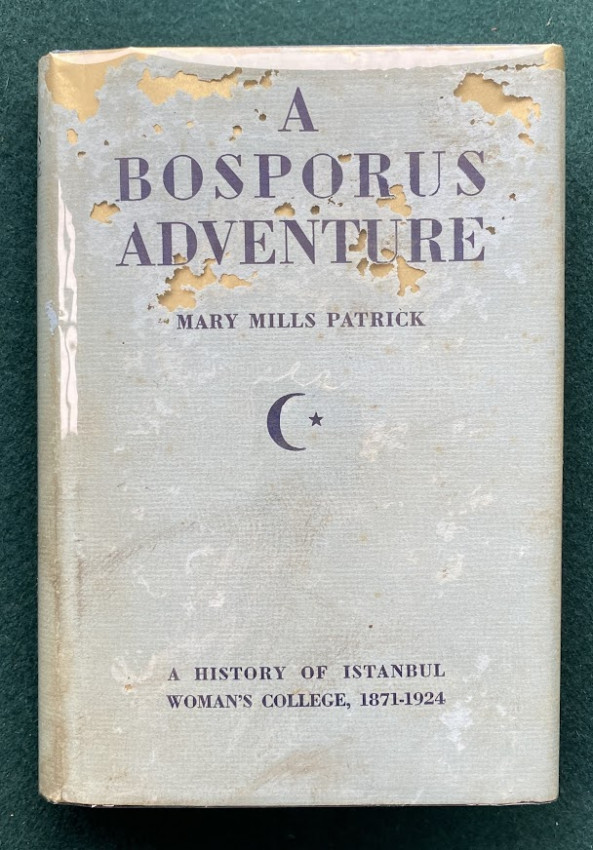 A
BOSPORUS
ADVENTURE
MARY MILLS PATRICK
A HISTORY OF ISTANBUL
WOMAN'S COLLEGE, 1871-1924